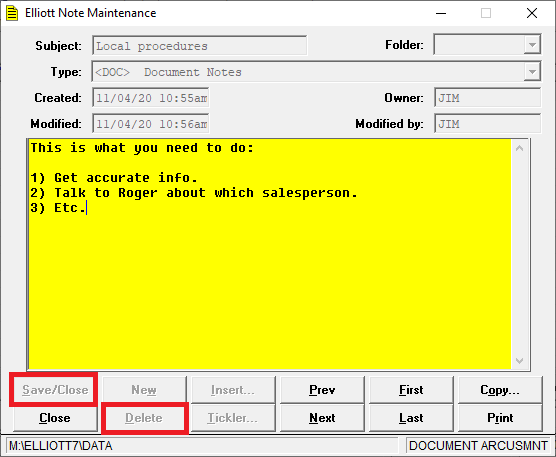 Elliott Note Maintenance
Subject: Local procedures Folder:
Type: <DOC> Document Notes
Created: 11/04/20 10:55am Owner: JIM
Modified: 11/04/20 10:56am Modified by: JIM
This is what you need to do:
1) Get accurate info.
2) Talk to Roger about which salesperson.
3) Etc.
Save/Close New Insert... Prev First Copy...
Close Delete Tickler... Next Last Print
M:\ELLIOTT7\DATA DOCUMENT ARCUSMNT